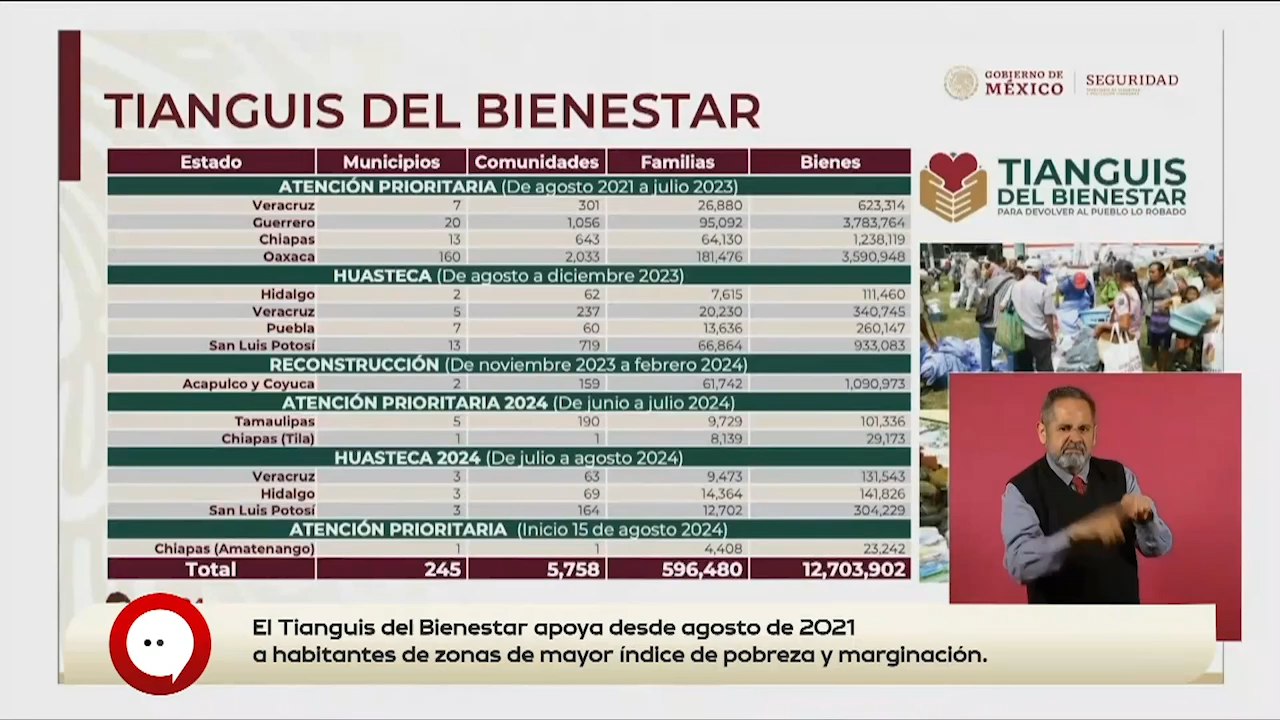 GOBIERNO DE MÉXICO
SEGURIDAD
TIANGUIS DEL BIENESTAR
Estado Municipios Comunidades Familias Bienes
ATENCIÓN PRIORITARIA (De agosto 2021 a julio 2023)
Veracruz 7 301 26,880 623,314
Guerrero 20 1,056 95,092 3,783,764
Chiapas 13 643 64,130 1,238,119
Oaxaca 160 2,033 181,476 3,590,948
HUASTECA (De agosto a diciembre 2023)
Hidalgo 2 62 7,615 111,460
Veracruz 5 237 20,230 340,745
Puebla 7 60 13,636 260,147
San Luis Potosí 13 719 66,864 933,083
RECONSTRUCCIÓN (De noviembre 2023 a febrero 2024)
Acapulco y Coyuca 2 159 61,742 1,090,973
ATENCIÓN PRIORITARIA 2024 (De junio a julio 2024)
Tamaulipas 5 190 9,729 101,336
Chiapas (Tila) 1 1 8,139 29,173
HUASTECA 2024 (De julio a agosto 2024)
Veracruz 3 63 9,473 131,543
Hidalgo 3 69 14,364 141,826
San Luis Potosí 3 164 12,702 304,229
ATENCIÓN PRIORITARIA (Inicio 15 de agosto 2024)
Chiapas (Amatenango) 1 1 4,408 23,242
Total 245 5,758 596,480 12,703,902
TIANGUIS
DEL BIENESTAR
PARA DEVOLVER AL PUEBLO LO ROBADO
El Tianguis del Bienestar apoya desde agosto de 2021
a habitantes de zonas de mayor índice de pobreza y marginación.